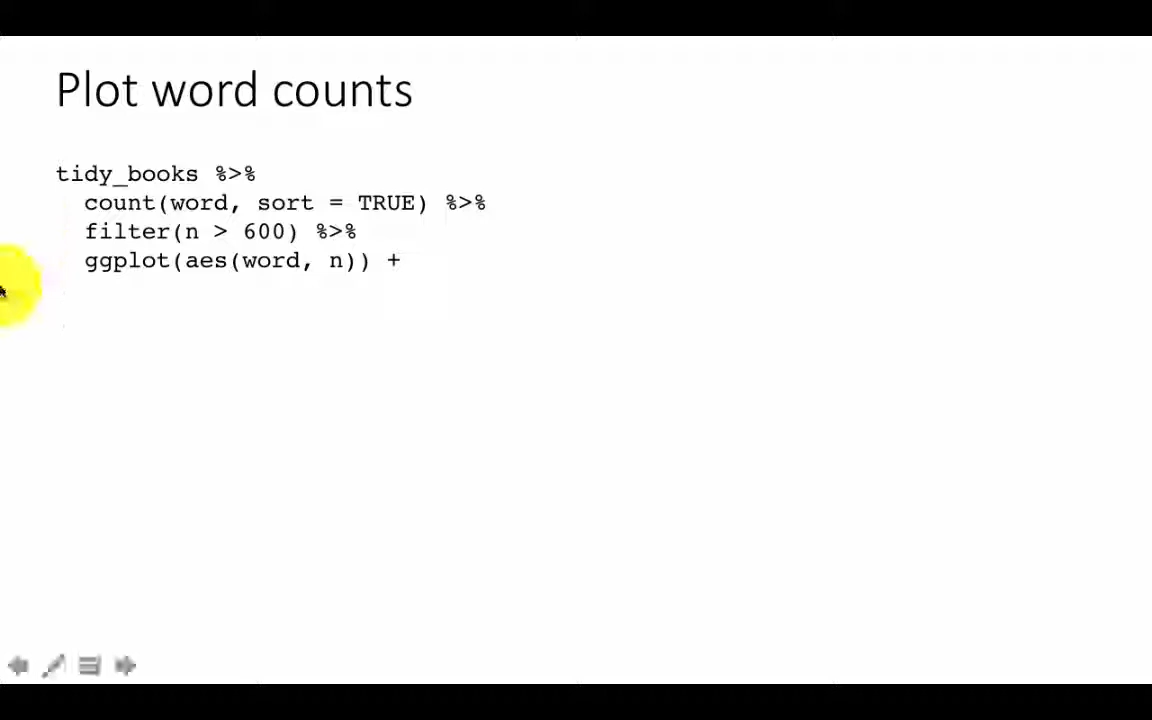 Plot word counts
tidy_books %>%
  count(word, sort = TRUE) %>%
  filter(n > 600) %>%
  ggplot(aes(word, n)) +